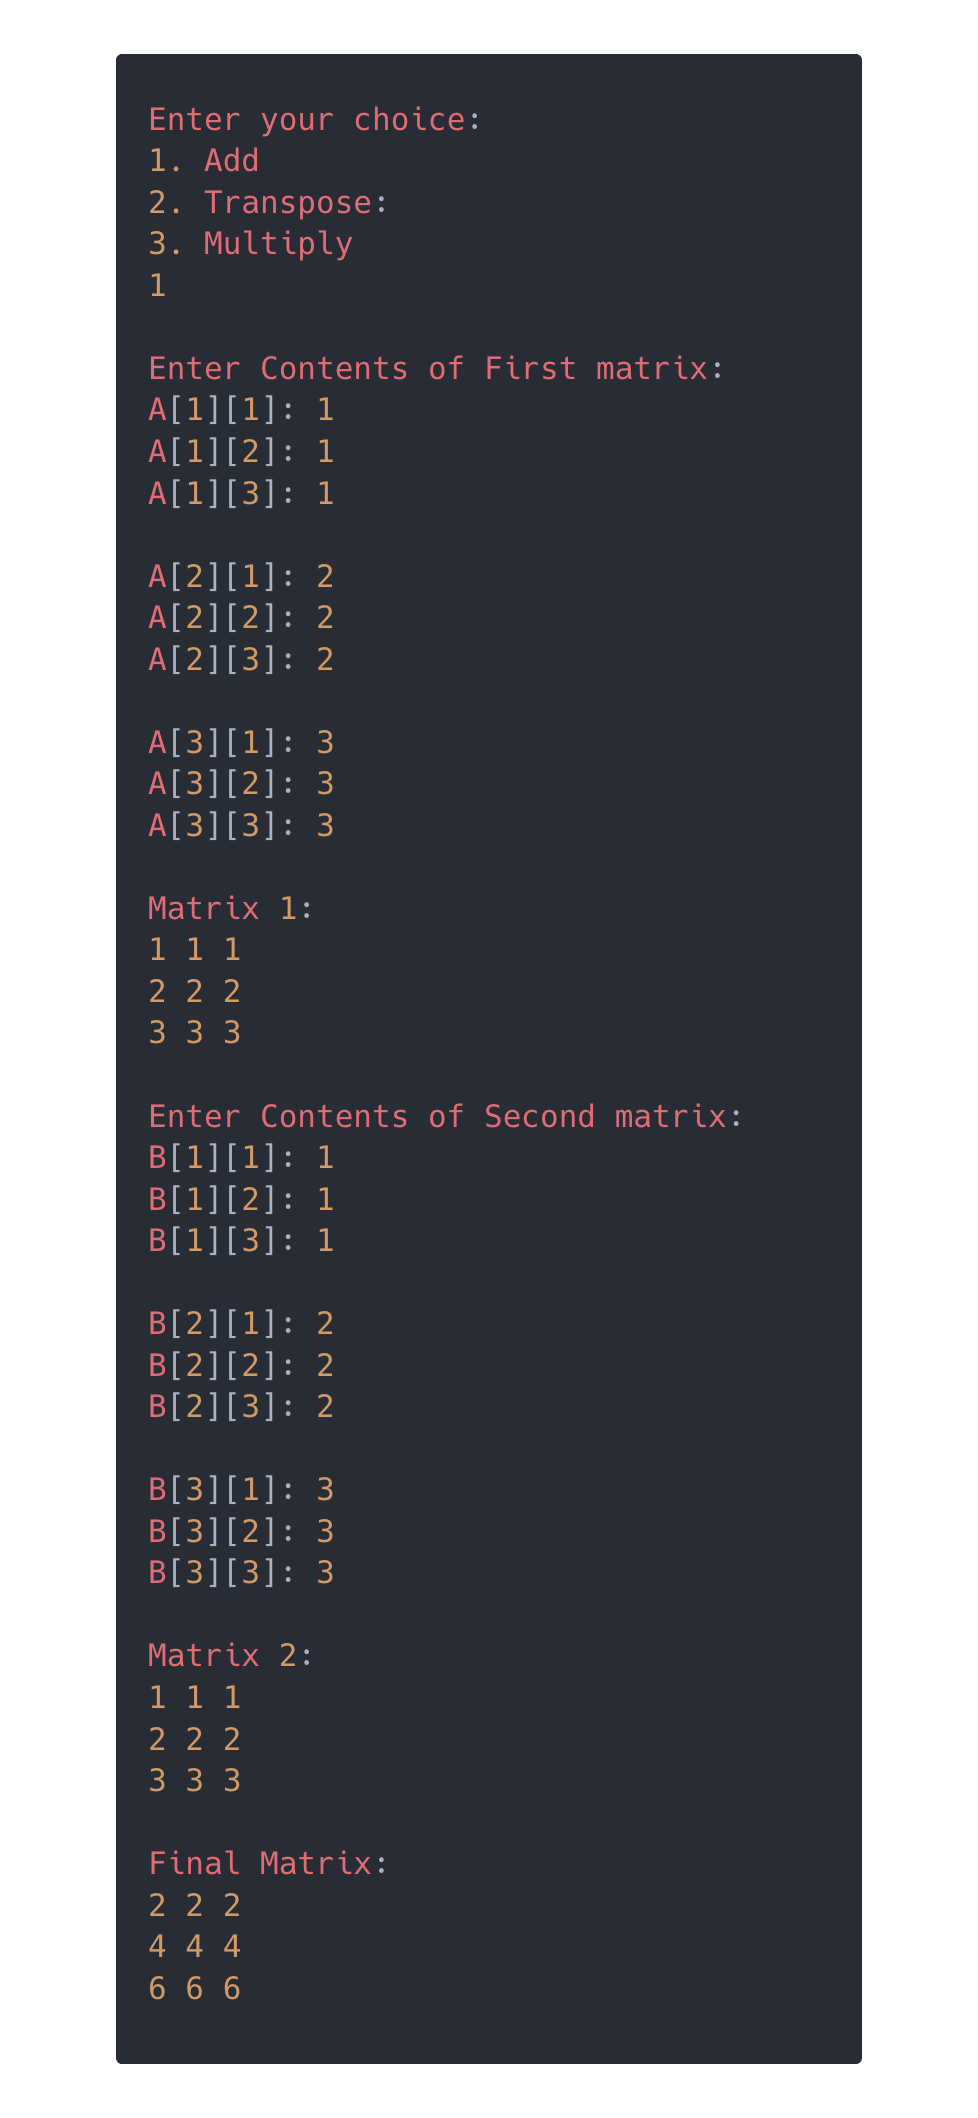 Enter your choice:
1. Add
2. Transpose:
3. Multiply
1

Enter Contents of First matrix:
A[1][1]: 1
A[1][2]: 1
A[1][3]: 1

A[2][1]: 2
A[2][2]: 2
A[2][3]: 2

A[3][1]: 3
A[3][2]: 3
A[3][3]: 3

Matrix 1:
1 1 1
2 2 2
3 3 3

Enter Contents of Second matrix:
B[1][1]: 1
B[1][2]: 1
B[1][3]: 1

B[2][1]: 2
B[2][2]: 2
B[2][3]: 2

B[3][1]: 3
B[3][2]: 3
B[3][3]: 3

Matrix 2:
1 1 1
2 2 2
3 3 3

Final Matrix:
2 2 2
4 4 4
6 6 6